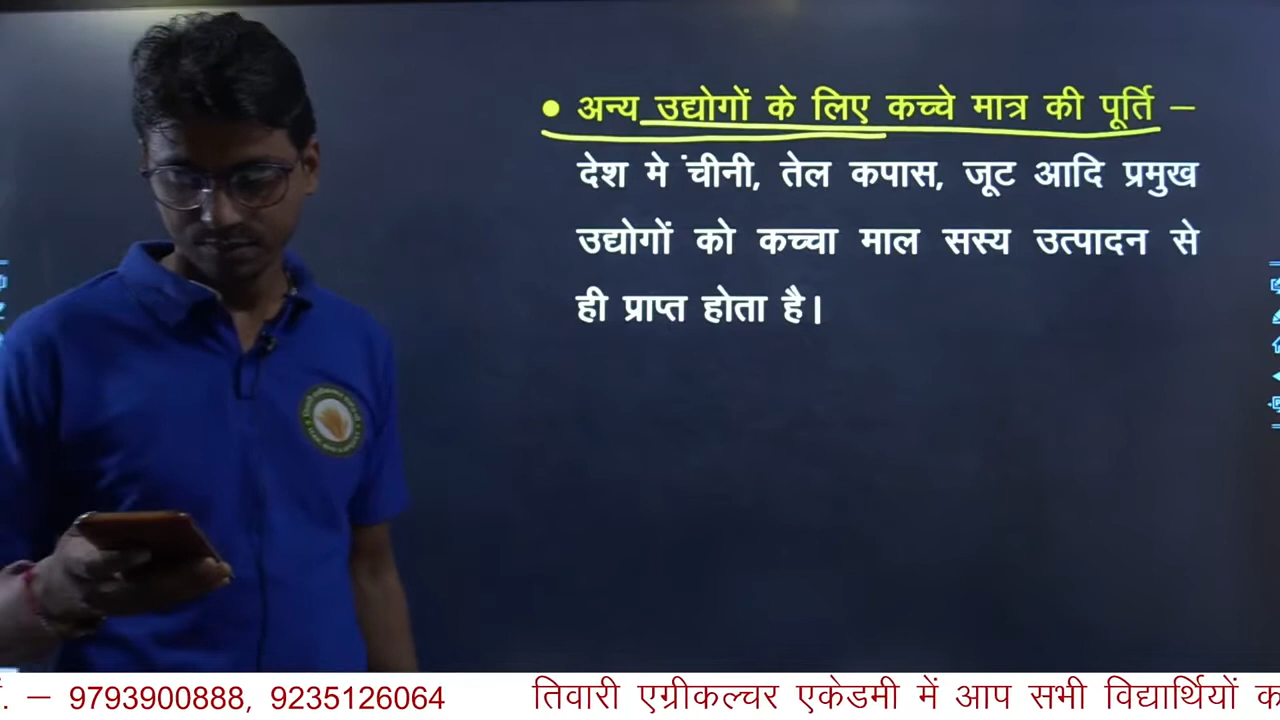 • अन्य उद्योगों के लिए कच्चे मात्र की पूर्ति –
देश मे चीनी, तेल कपास, जूट आदि प्रमुख
उद्योगों को कच्चा माल सस्य उत्पादन से
ही प्राप्त होता है।
– 9793900888, 9235126064 तिवारी एग्रीकल्चर एकेडमी में आप सभी विद्यार्थियों